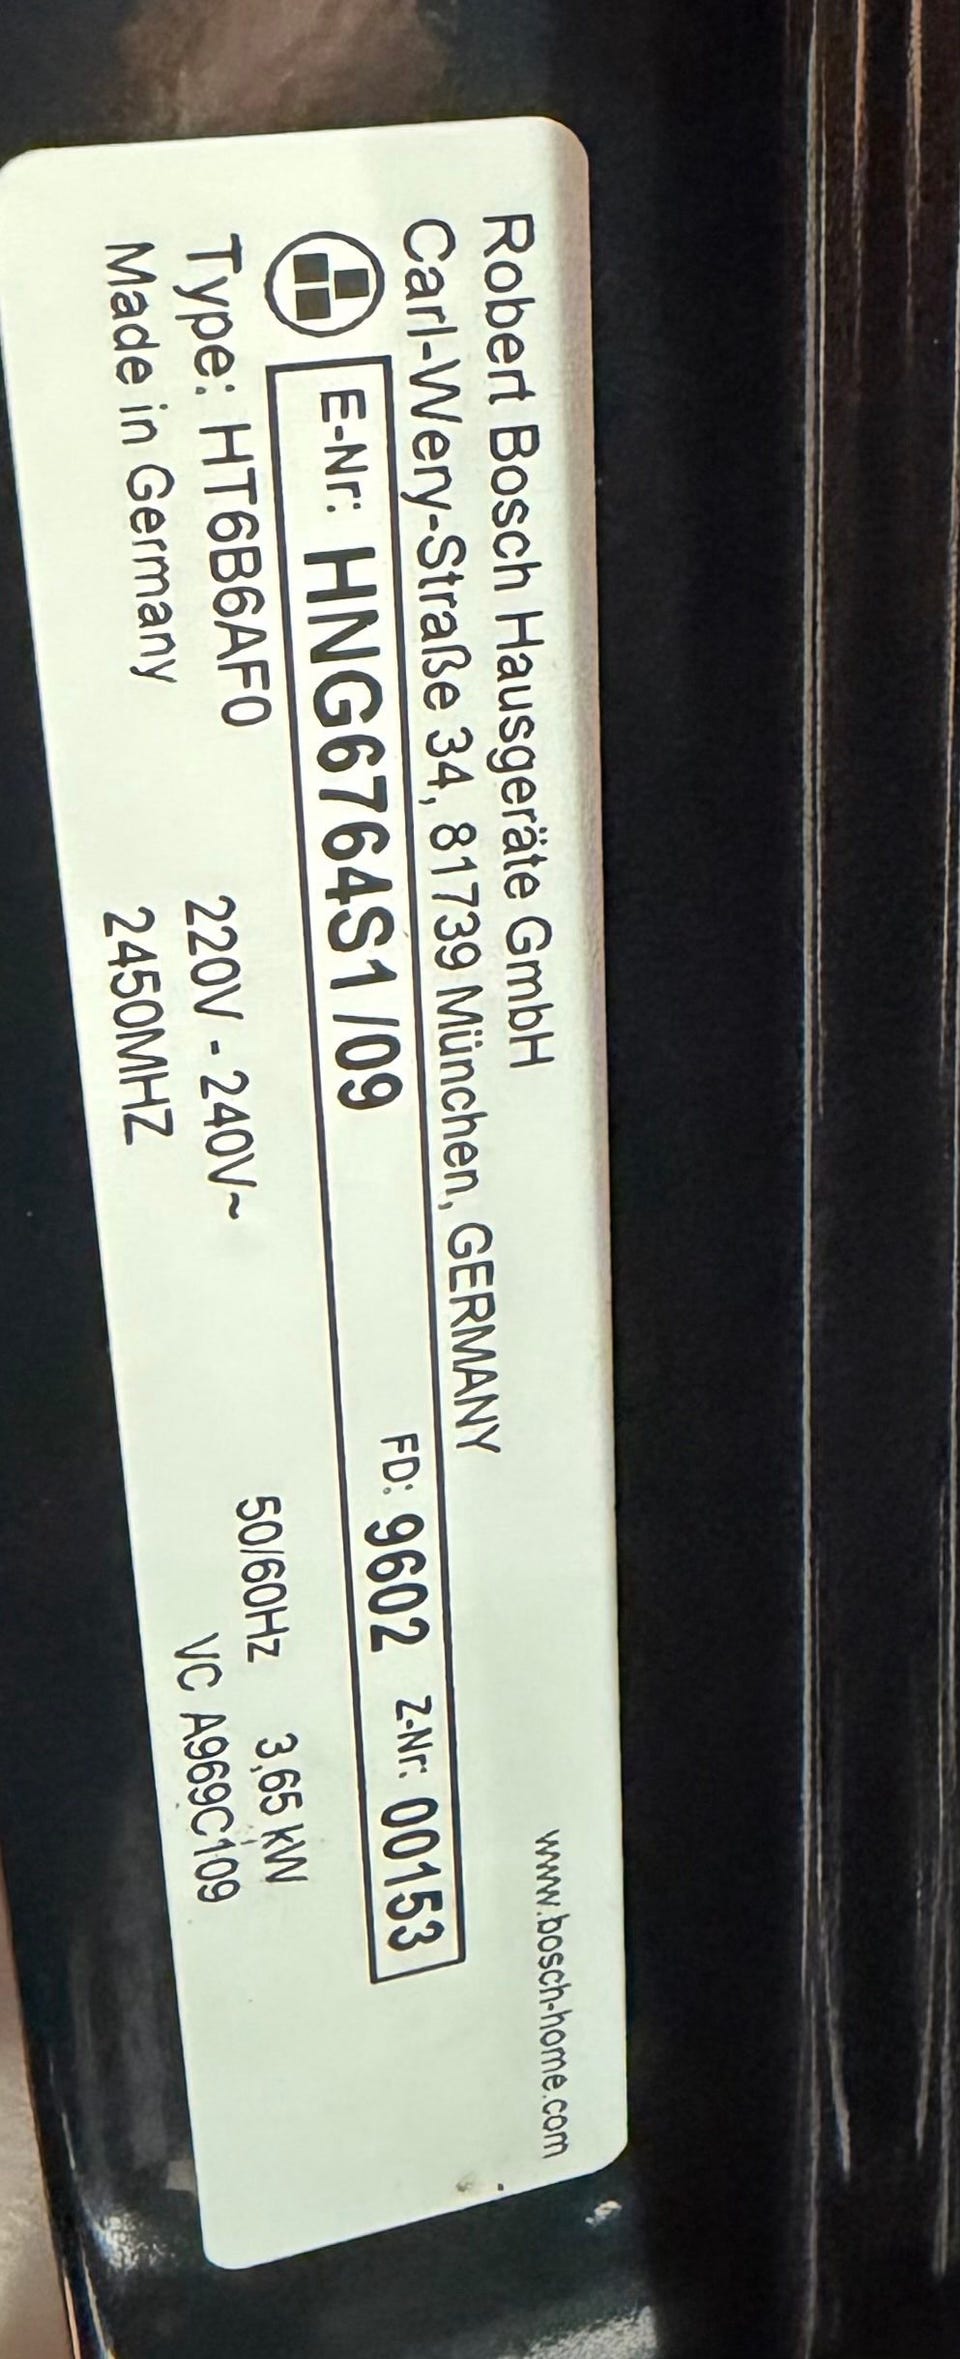 Robert Bosch Hausgeräte GmbH www.bosch-home.com
Carl-Wery-Straße 34, 81739 München, GERMANY
E-Nr: HNG6764S1 /09 FD: 9602 Z-Nr: 00153
Type: HT6B6AF0 220V - 240V~ 50/60Hz 3,65 kW
Made in Germany 2450MHZ VC A969C109